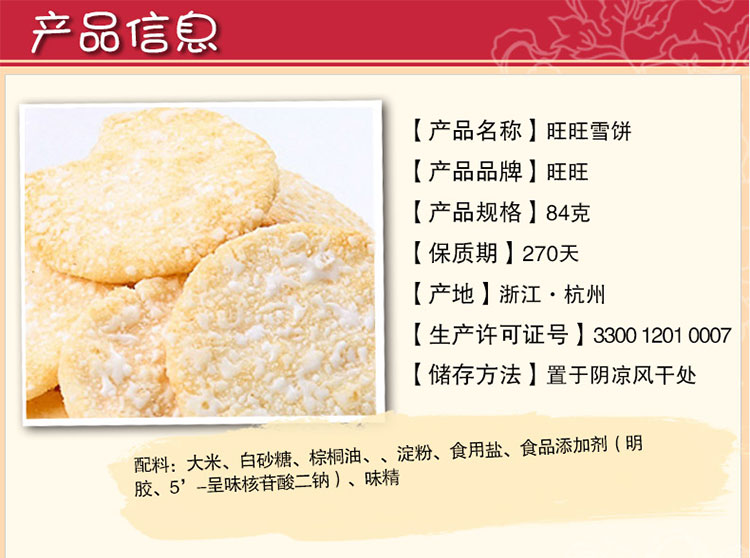 产品信息
【产品名称】旺旺雪饼
【产品品牌】旺旺
【产品规格】84克
【保质期】270天
【产地】浙江·杭州
【生产许可证号】3300 1201 0007
【储存方法】置于阴凉风干处
配料：大米、白砂糖、棕桐油、、淀粉、食用盐、食品添加剂（明
胶、5’-呈味核苷酸二钠）、味精